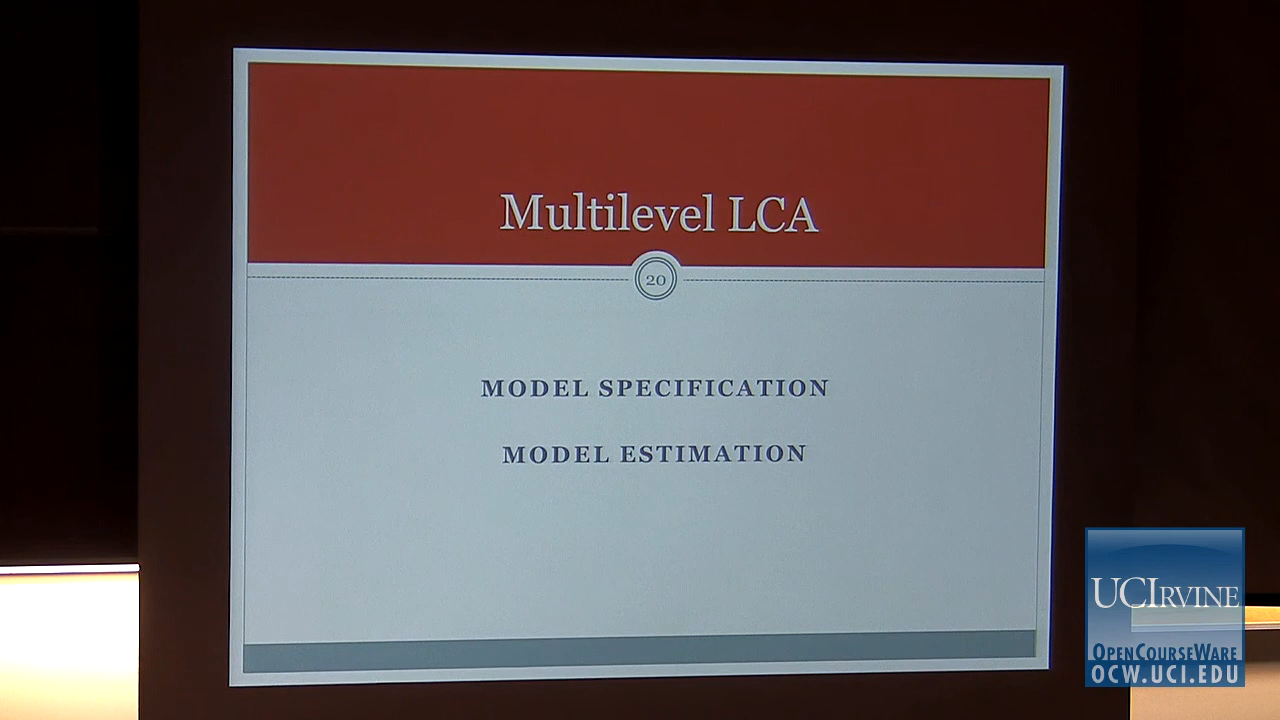 Multilevel LCA
20
MODEL SPECIFICATION
MODEL ESTIMATION
UCIRVINE
OPENCOURSEWARE
OCW.UCI.EDU